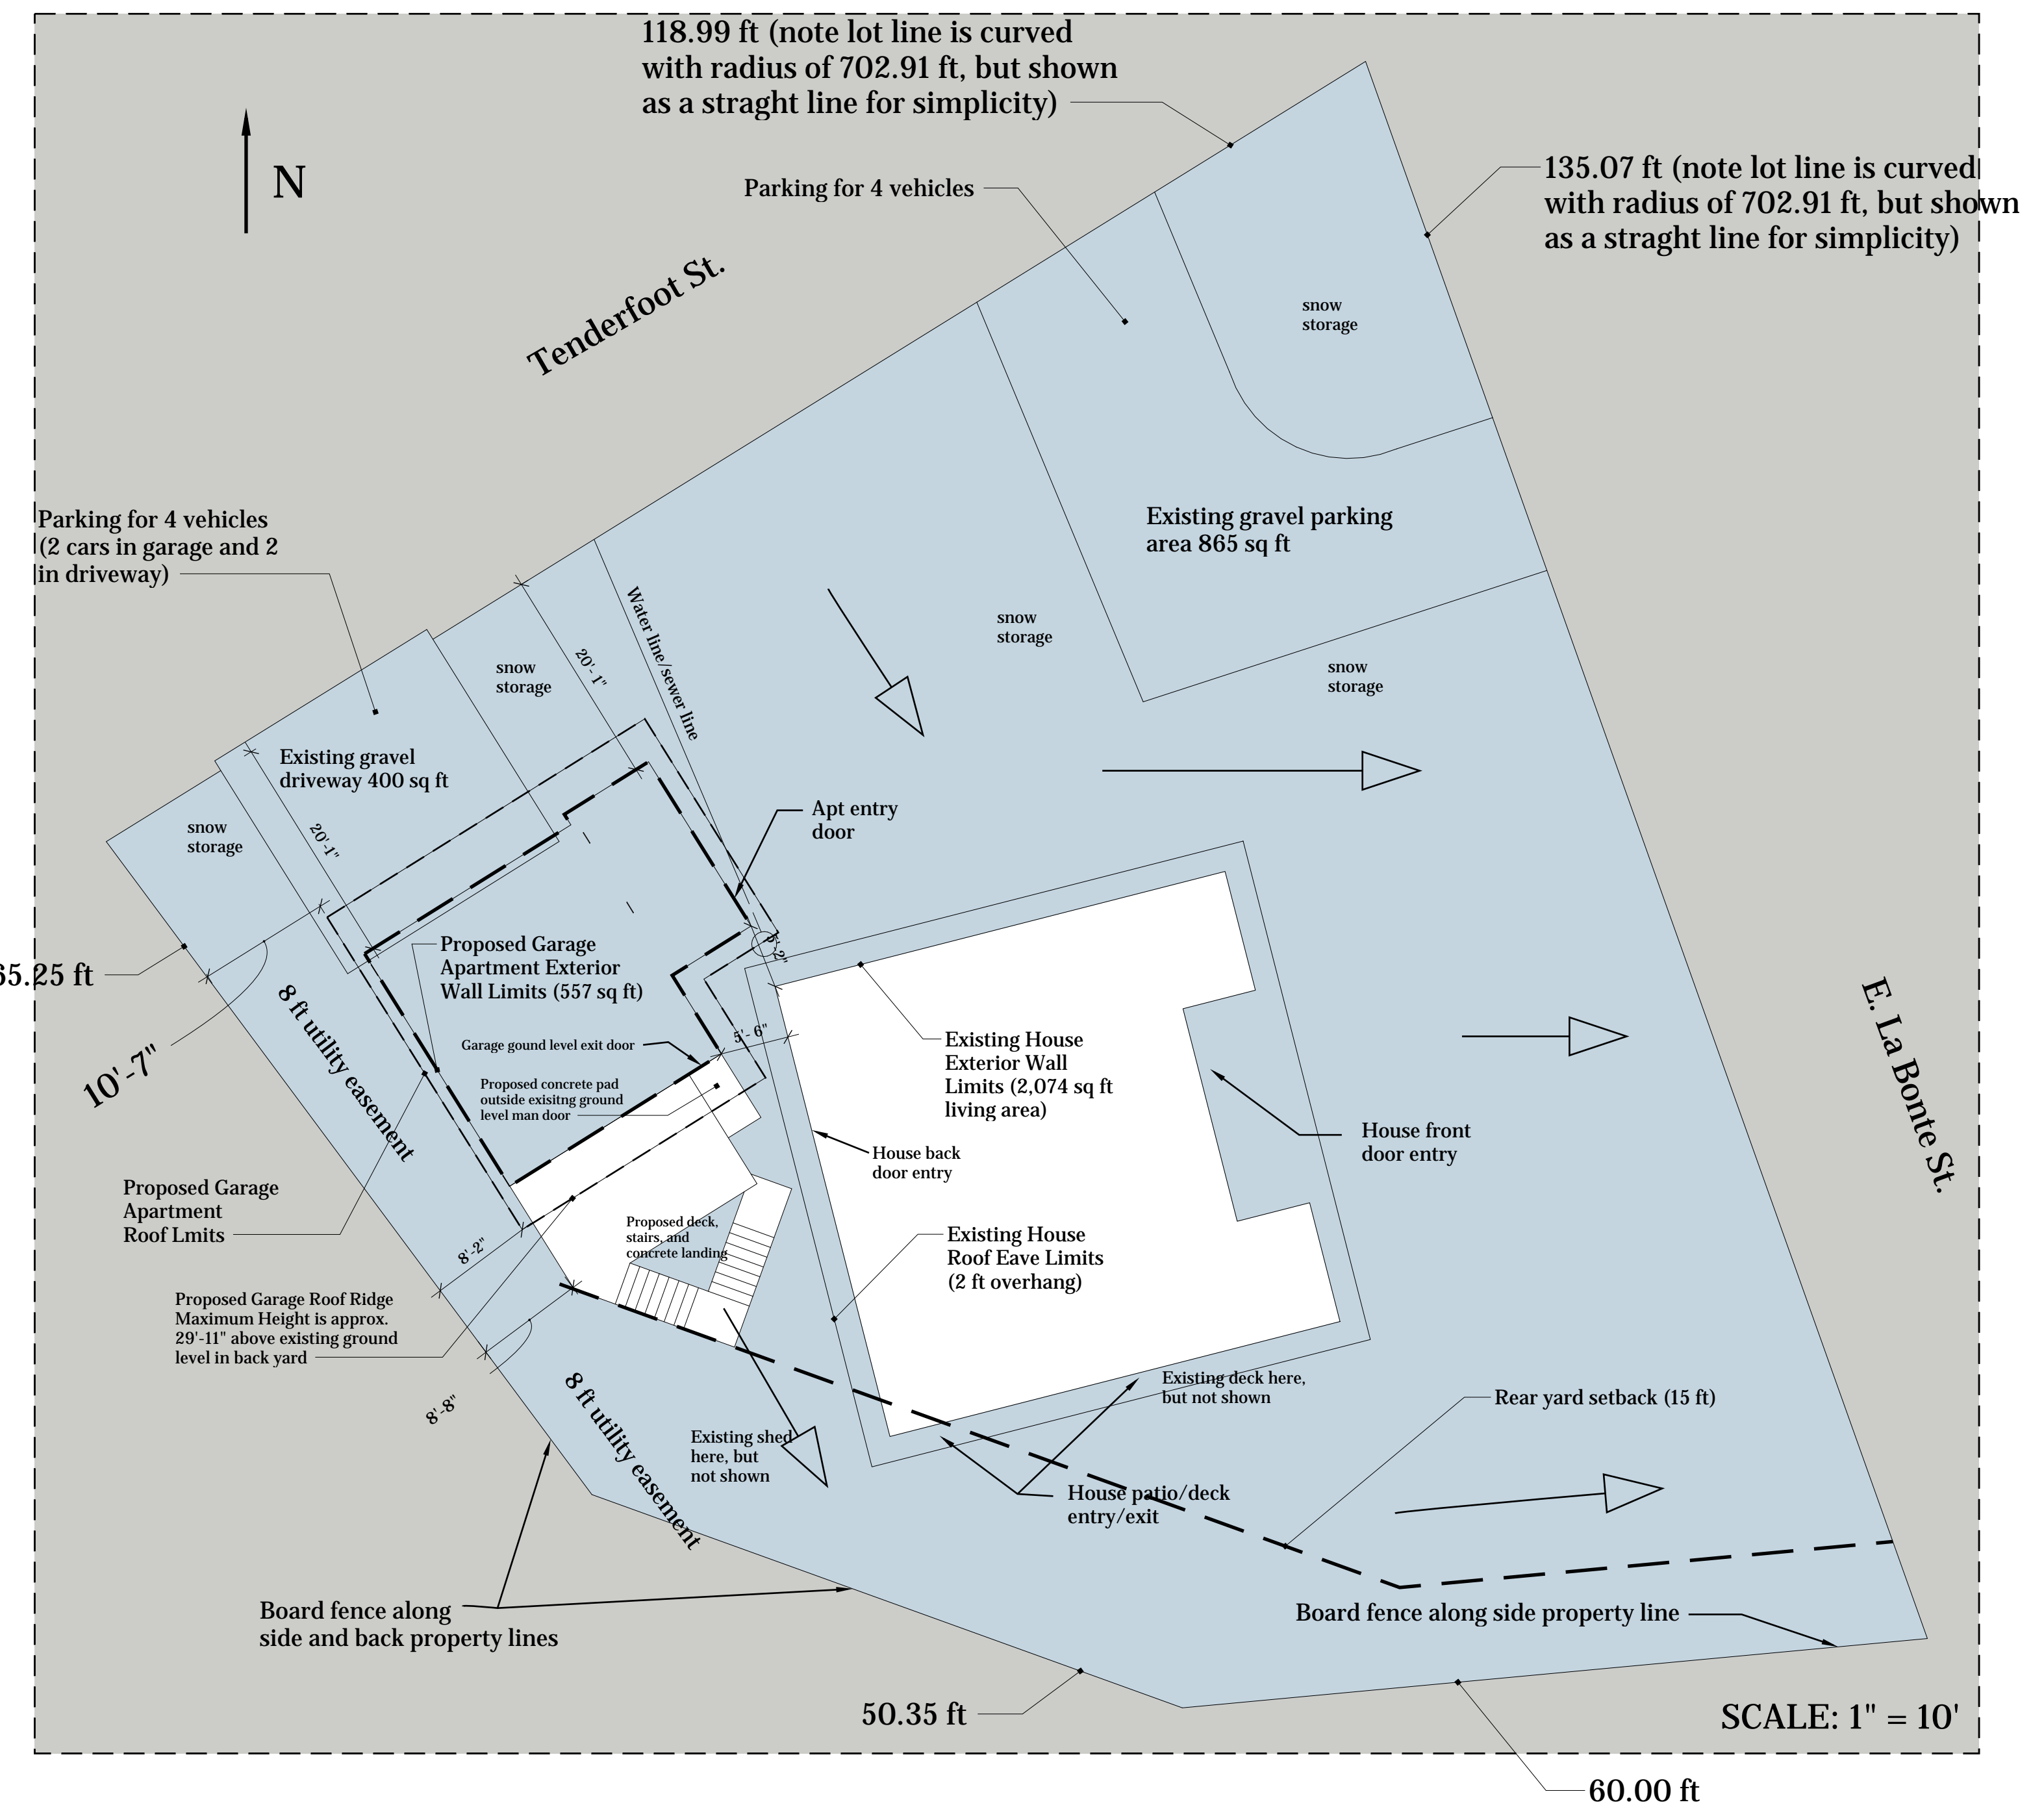 118.99 ft (note lot line is curved
with radius of 702.91 ft, but shown
as a straght line for simplicity)
135.07 ft (note lot line is curved
with radius of 702.91 ft, but shown
as a straght line for simplicity)
N
Parking for 4 vehicles
Tenderfoot St.
snow
storage
Parking for 4 vehicles
(2 cars in garage and 2
in driveway)
Existing gravel parking
area 865 sq ft
snow
storage
snow
storage
snow
storage
20'- 1"
Water line/sewer line
Existing gravel
driveway 400 sq ft
snow
storage
20'-1"
Apt entry
door
Proposed Garage
Apartment Exterior
Wall Limits (557 sq ft)
5'-2"
65.25 ft
8 ft utility easement
10'-7"
Garage gound level exit door
5'- 6"
Proposed concrete pad
outside exisitng ground
level man door
Existing House
Exterior Wall
Limits (2,074 sq ft
living area)
E. La Bonte St.
House front
door entry
House back
door entry
Proposed Garage
Apartment
Roof Lmits
Proposed deck,
stairs, and
concrete landing
8'-2"
Existing House
Roof Eave Limits
(2 ft overhang)
Proposed Garage Roof Ridge
Maximum Height is approx.
29'-11" above existing ground
level in back yard
8'-8"
8 ft utility easement
Existing deck here,
but not shown
Rear yard setback (15 ft)
Existing shed
here, but
not shown
House patio/deck
entry/exit
Board fence along
side and back property lines
Board fence along side property line
50.35 ft
SCALE: 1" = 10'
60.00 ft